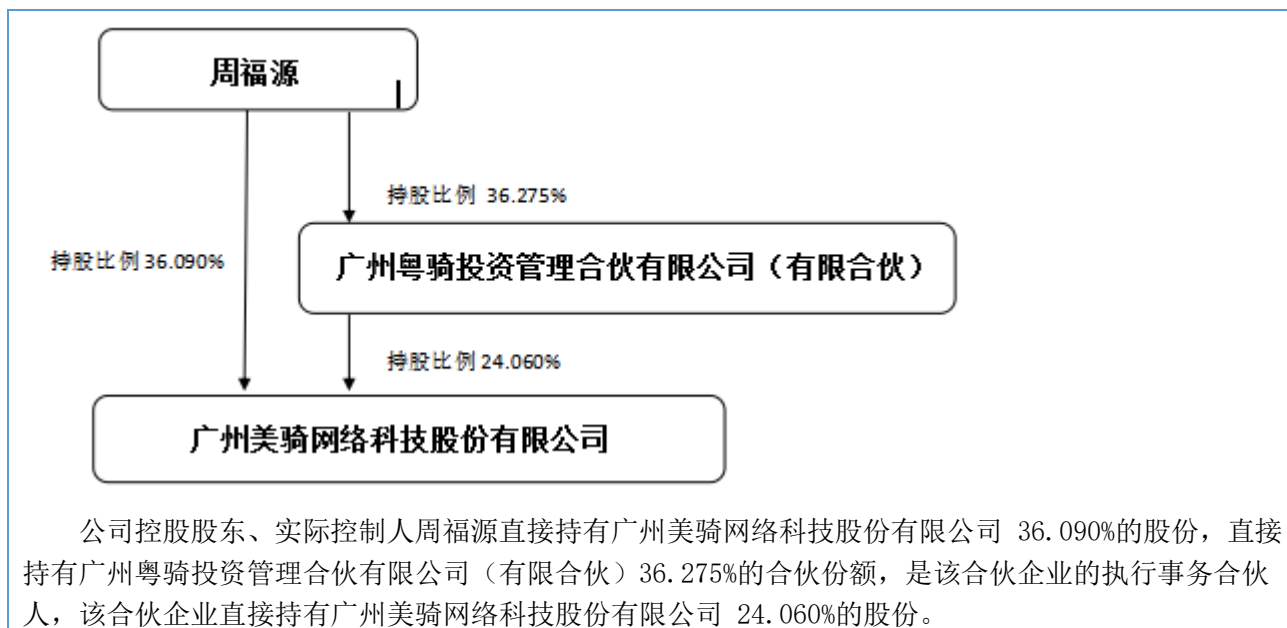 周福源
持股比例 36.275%
持股比例 36.090%
广州粤骑投资管理合伙有限公司（有限合伙）
持股比例 24.060%
广州美骑网络科技股份有限公司
公司控股股东、实际控制人周福源直接持有广州美骑网络科技股份有限公司 36.090%的股份，直接
持有广州粤骑投资管理合伙有限公司（有限合伙）36.275%的合伙份额，是该合伙企业的执行事务合伙
人，该合伙企业直接持有广州美骑网络科技股份有限公司 24.060%的股份。